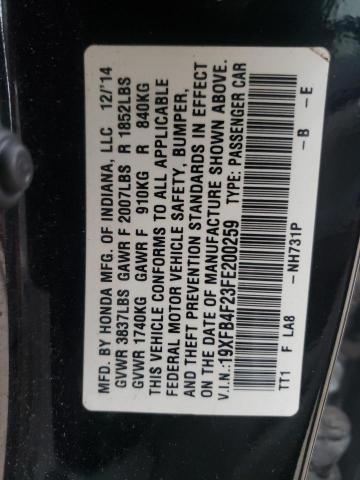 MFD. BY HONDA MFG. OF INDIANA, LLC 12/'14
GVWR 3837LBS GAWR F 2007LBS R 1852LBS
GVWR 1740KG GAWR F 910KG R 840KG
THIS VEHICLE CONFORMS TO ALL APPLICABLE
FEDERAL MOTOR VEHICLE SAFETY, BUMPER,
AND THEFT PREVENTION STANDARDS IN EFFECT
ON THE DATE OF MANUFACTURE SHOWN ABOVE.
V.I.N.:19XFB4F23FE200259 TYPE: PASSENGER CAR
TT1 F LA8 -NH731P -B -E